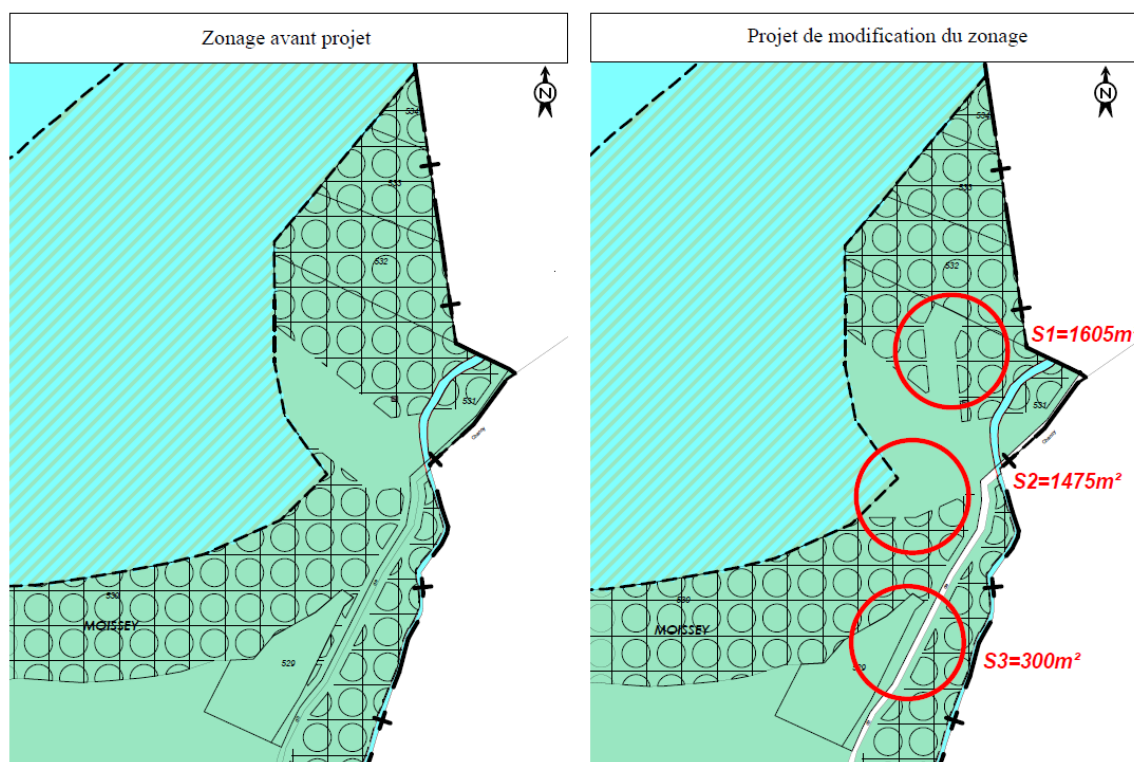 Zonage avant projet
N
534
533
532
531
530
MOISSEY
529
Projet de modification du zonage
N
534
533
532
S1=1605m
531
Charmy
S2=1475m²
530
MOISSEY
529
S3=300m²